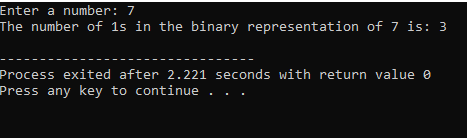 Enter a number: 7
The number of 1s in the binary representation of 7 is: 3
--------------------------------
Process exited after 2.221 seconds with return value 0
Press any key to continue . . .